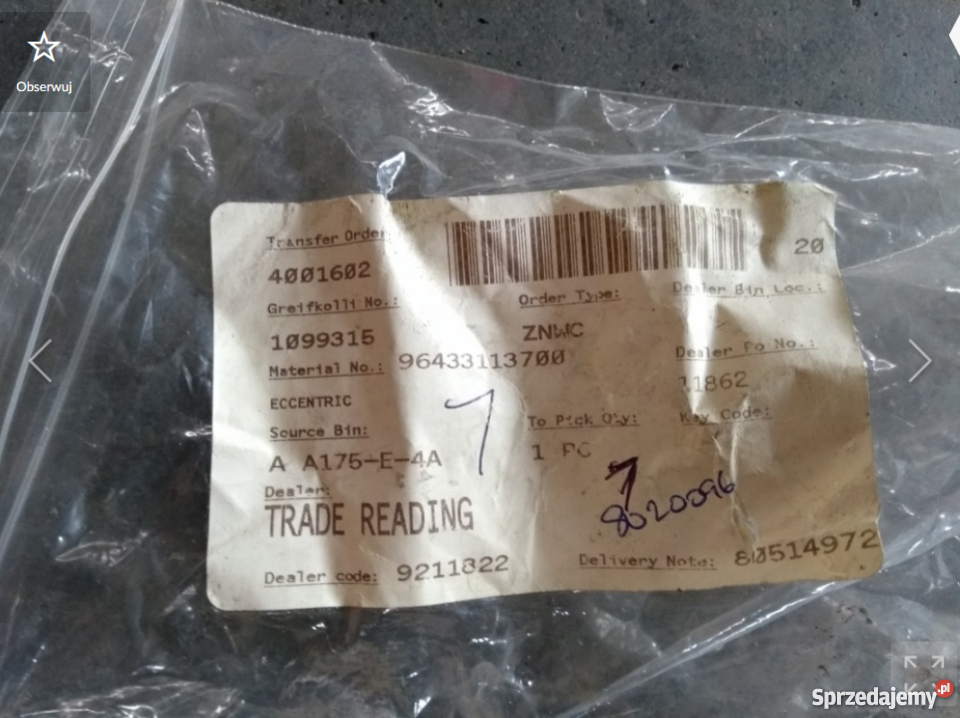 Obserwuj
Transfer Order
4001602
20
Greifkolli No.:
Order Type:
Dealer Bin Loc.:
1099315
ZNWC
Material No.: 96433113700
Dealer Po No.:
11862
ECCENTRIC
Source Bin:
To Pick Qty:
Key Code:
A A175-E-4A
1 PC
8020096
Dealer:
TRADE READING
Dealer code: 9211822
Delivery Note: 80514972
Sprzedajemy.pl